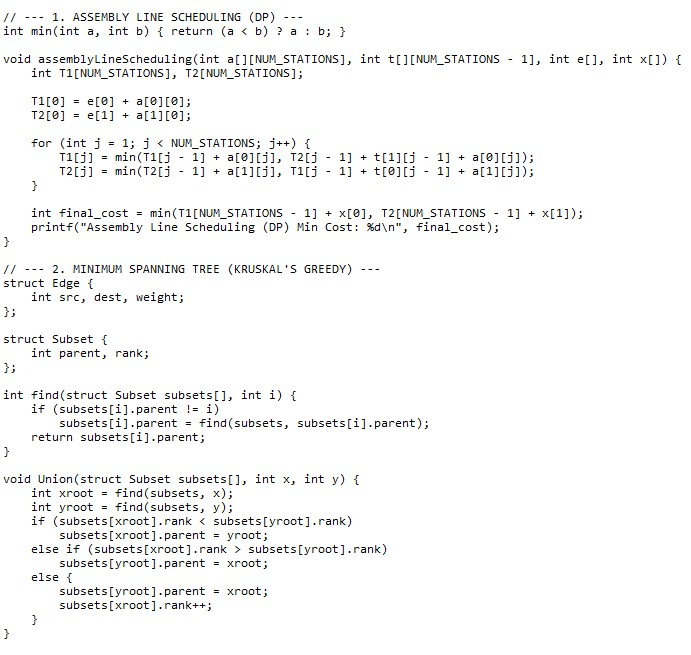 // --- 1. ASSEMBLY LINE SCHEDULING (DP) ---
int min(int a, int b) { return (a < b) ? a : b; }

void assemblyLineScheduling(int a[][NUM_STATIONS], int t[][NUM_STATIONS - 1], int e[], int x[]) {
    int T1[NUM_STATIONS], T2[NUM_STATIONS];

    T1[0] = e[0] + a[0][0];
    T2[0] = e[1] + a[1][0];

    for (int j = 1; j < NUM_STATIONS; j++) {
        T1[j] = min(T1[j - 1] + a[0][j], T2[j - 1] + t[1][j - 1] + a[0][j]);
        T2[j] = min(T2[j - 1] + a[1][j], T1[j - 1] + t[0][j - 1] + a[1][j]);
    }

    int final_cost = min(T1[NUM_STATIONS - 1] + x[0], T2[NUM_STATIONS - 1] + x[1]);
    printf("Assembly Line Scheduling (DP) Min Cost: %d\n", final_cost);
}

// --- 2. MINIMUM SPANNING TREE (KRUSKAL'S GREEDY) ---
struct Edge {
    int src, dest, weight;
};

struct Subset {
    int parent, rank;
};

int find(struct Subset subsets[], int i) {
    if (subsets[i].parent != i)
        subsets[i].parent = find(subsets, subsets[i].parent);
    return subsets[i].parent;
}

void Union(struct Subset subsets[], int x, int y) {
    int xroot = find(subsets, x);
    int yroot = find(subsets, y);
    if (subsets[xroot].rank < subsets[yroot].rank)
        subsets[xroot].parent = yroot;
    else if (subsets[xroot].rank > subsets[yroot].rank)
        subsets[yroot].parent = xroot;
    else {
        subsets[yroot].parent = xroot;
        subsets[xroot].rank++;
    }
}